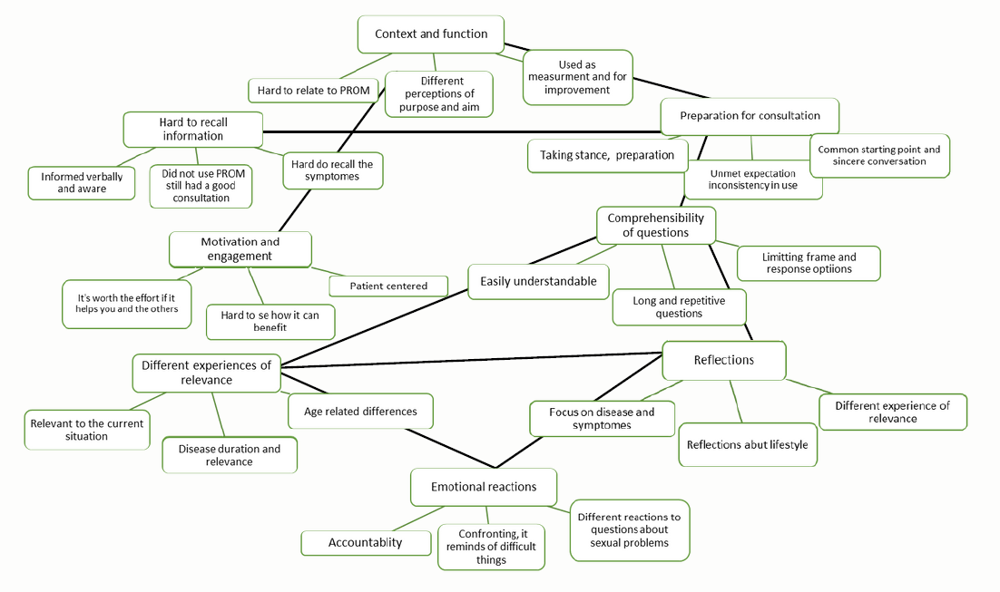 Context and function
Hard to relate to PROM
Different
perceptions of
purpose and aim
Used as
measurment and for
improvement
Preparation for consultation
Taking stance, preparation
Unmet expectation
inconsistency in use
Common starting point and
sincere conversation
Hard to recall
information
Informed verbally
and aware
Did not use PROM
still had a good
consultation
Hard do recall the
symptomes
Motivation and
engagement
It's worth the effort if it
helps you and the others
Hard to se how it can
benefit
Patient centered
Comprehensibility
of questions
Easily understandable
Long and repetitive
questions
Limitting frame and
response options
Different experiences of
relevance
Relevant to the current
situation
Disease duration and
relevance
Age related differences
Reflections
Focus on disease and
symptomes
Reflections abut lifestyle
Different experience of
relevance
Emotional reactions
Accountablity
Confronting, it
reminds of difficult
things
Different reactions to
questions about
sexual problems